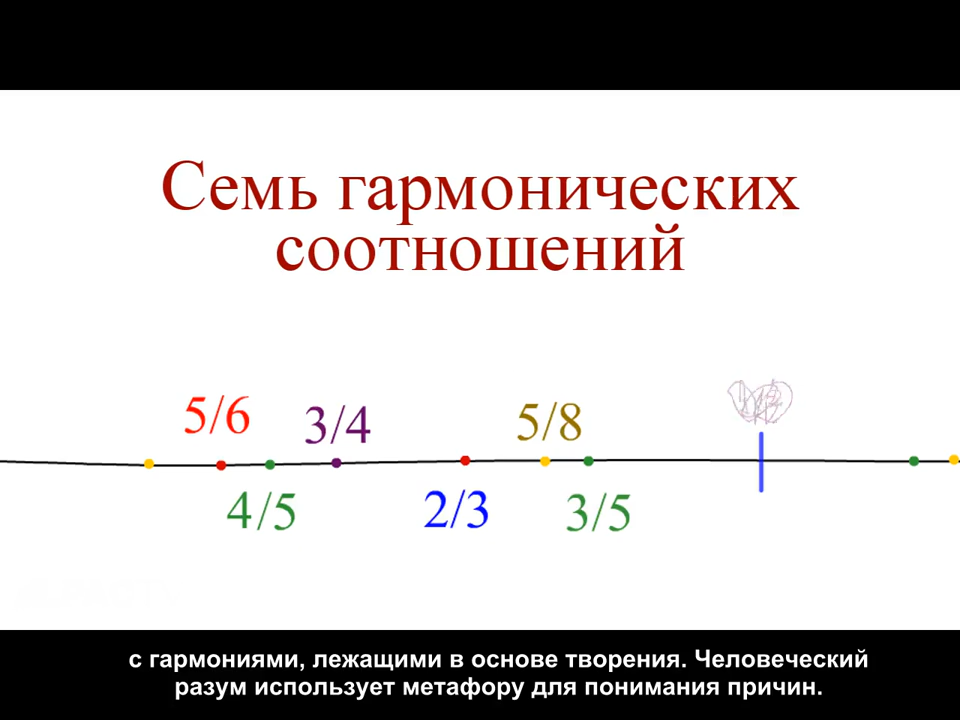 Семь гармонических
соотношений
5/6
3/4
5/8
4/5
2/3
3/5
с гармониями, лежащими в основе творения. Человеческий
разум использует метафору для понимания причин.